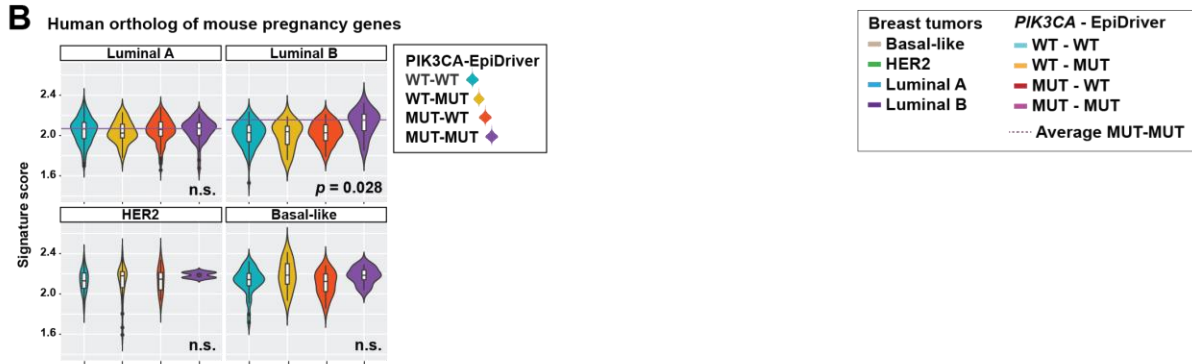 B Human ortholog of mouse pregnancy genes
Luminal A
Luminal B
Signature score
2.4
2.0
1.6
n.s.
p = 0.028
HER2
Basal-like
2.4
2.0
1.6
n.s.
n.s.
PIK3CA-EpiDriver
WT-WT
WT-MUT
MUT-WT
MUT-MUT
Breast tumors
Basal-like
HER2
Luminal A
Luminal B
PIK3CA - EpiDriver
WT - WT
WT - MUT
MUT - WT
MUT - MUT
Average MUT-MUT